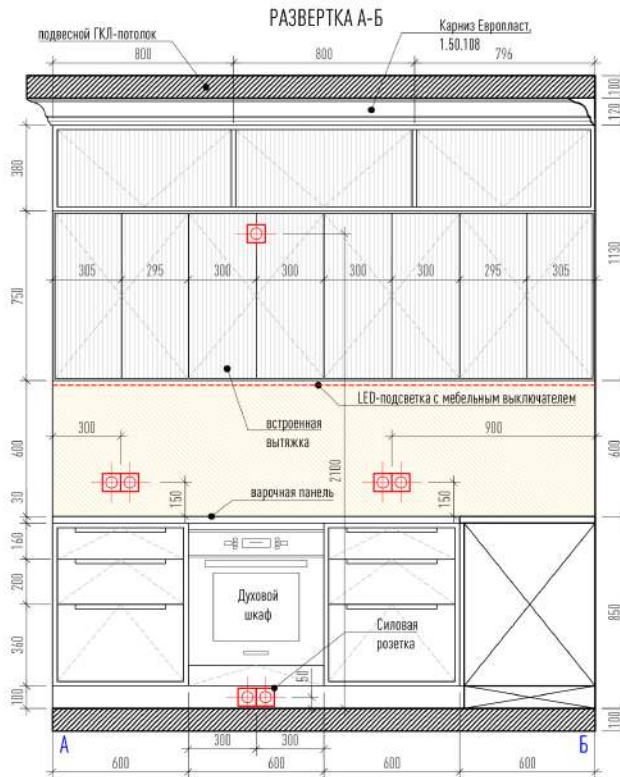 РАЗВЕРТКА А-Б
подвесной ГКЛ-потолок
Карниз Европласт,
1.50.108
800
800
796
100
120
380
1130
305
295
300
300
300
300
295
305
750
LED-подсветка с мебельным выключателем
встроенная
вытяжка
300
900
600
600
2100
варочная панель
150
150
30
160
200
360
100
Духовой
шкаф
Силовая
розетка
850
50
100
А
Б
300
300
600
600
600
600